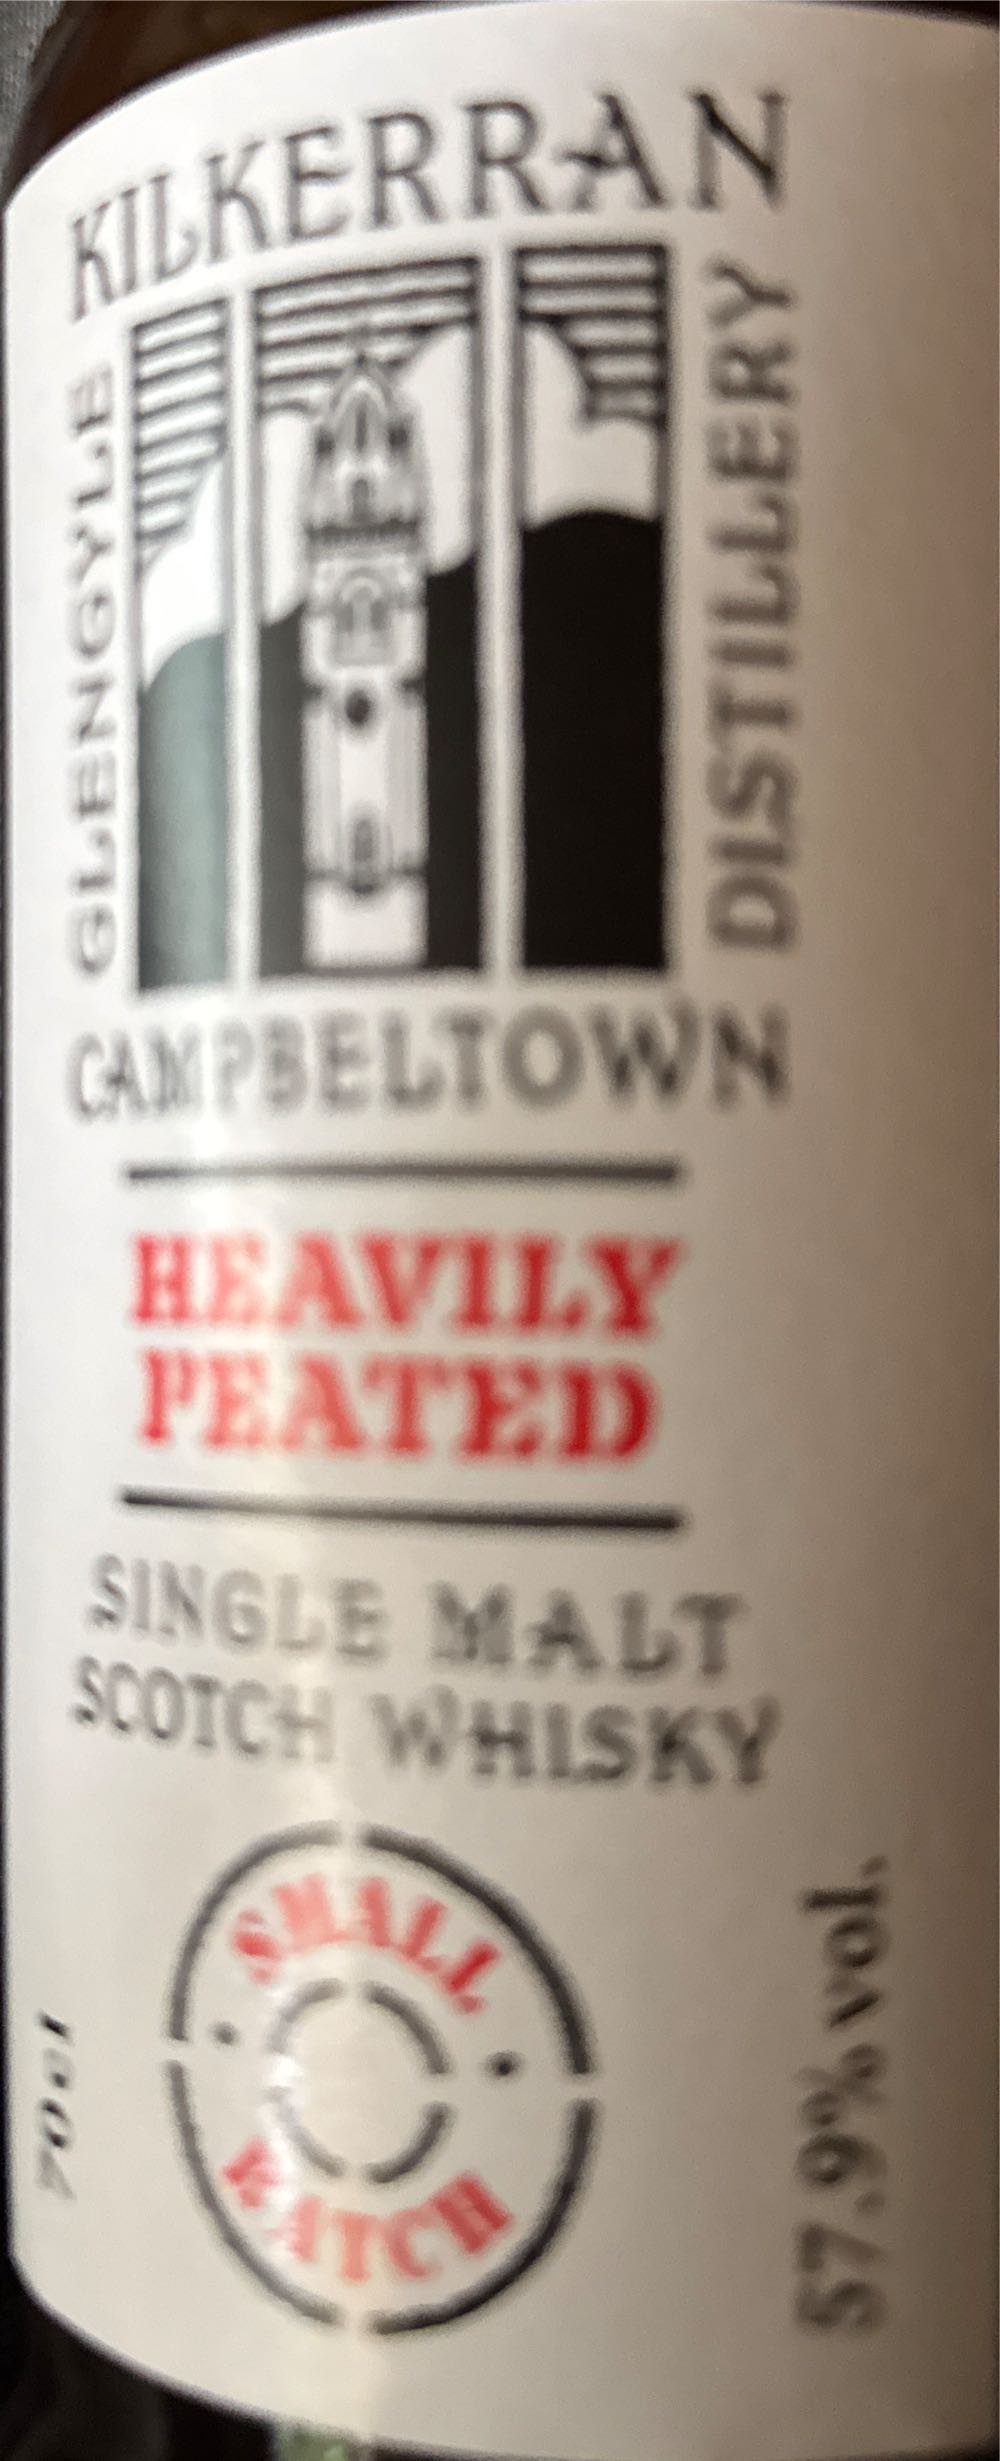 KILKERRAN
GLENGYLE
DISTILLERY
CAMPBELTOWN
HEAVILY
PEATED
SINGLE MALT
SCOTCH WHISKY
SMALL
BATCH
70cl
57.9% vol.